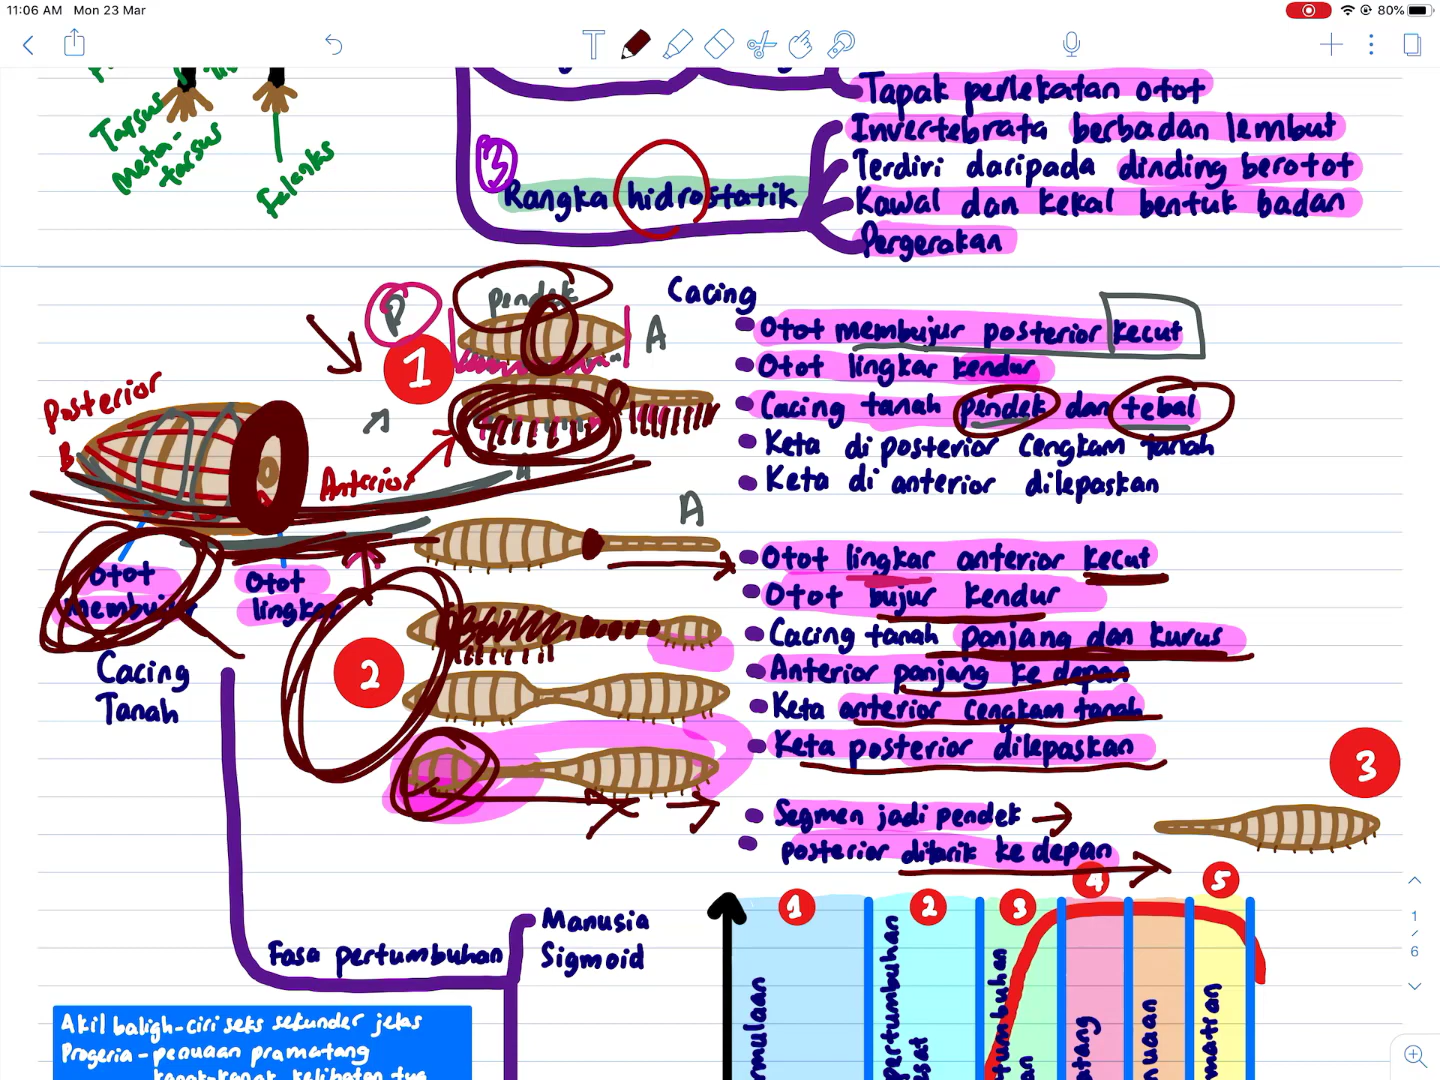 11:06 AM Mon 23 Mar
80%
T
Tarsus
meta-
tarsus
Falanks
Tapak perlekatan otot
3
Rangka hidrostatik
Invertebrata berbadan lembut
Terdiri daripada dinding berotot
Kawal dan kekal bentuk badan
Pergerakan
P
pendek
A
1
Cacing
Otot membujur posterior kecut
Otot lingkar kendur
Cacing tanah pendek dan tebal
Keta di posterior cengkam tanah
Keta di anterior dilepaskan
Posterior
B
Anterior
A
Otot
membujur
Otot
lingkar
Cacing
Tanah
2
Otot lingkar anterior kecut
Otot bujur kendur
Cacing tanah panjang dan kurus
Anterior panjang ke depan
Keta anterior cengkam tanah
Keta posterior dilepaskan
3
Segmen jadi pendek →
posterior ditarik ke depan
Fasa pertumbuhan
Manusia
Sigmoid
1
2
3
4
5
pertumbuhan
Akil baligh-ciri seks sekunder jelas
Progeria-penuaan pramatang
1
6